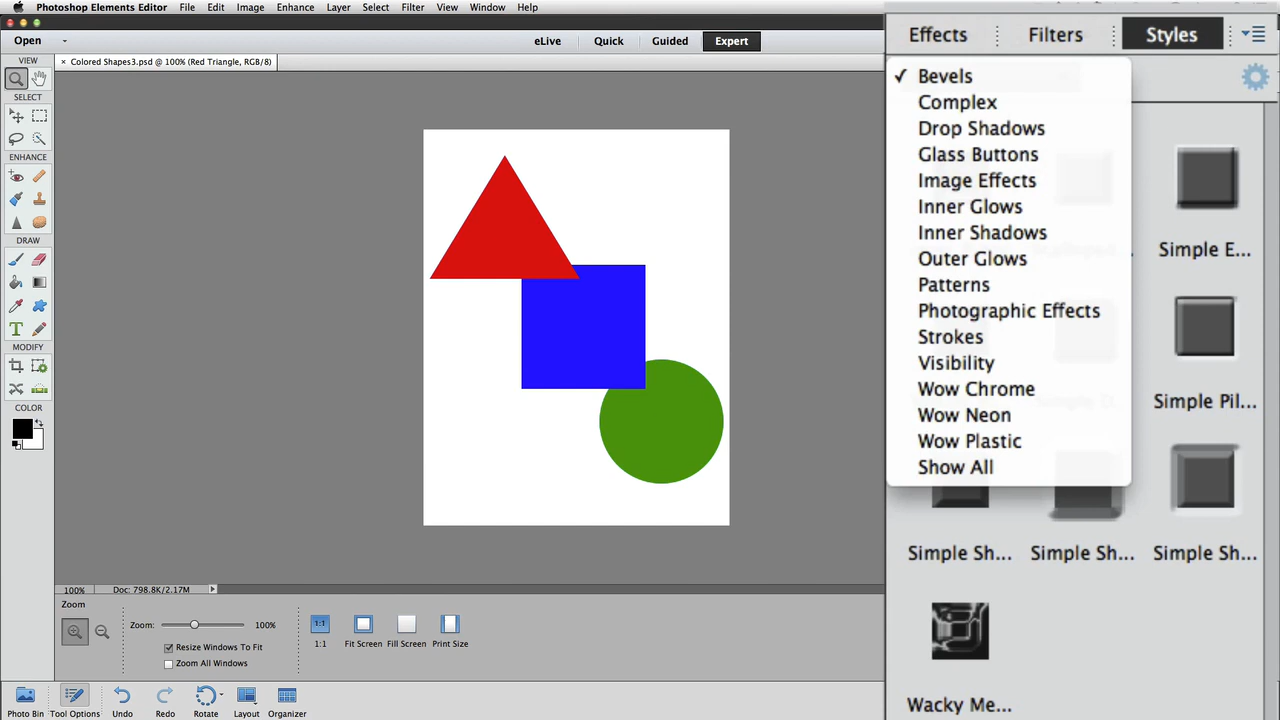 Photoshop Elements Editor File Edit Image Enhance Layer Select Filter View Window Help
Open eLive Quick Guided Expert
× Colored Shapes3.psd @ 100% (Red Triangle, RGB/8)
VIEW
SELECT
ENHANCE
DRAW
T
MODIFY
COLOR
Effects Filters Styles
✓ Bevels
Complex
Drop Shadows
Glass Buttons
Image Effects
Inner Glows
Inner Shadows
Outer Glows
Patterns
Photographic Effects
Strokes
Visibility
Wow Chrome
Wow Neon
Wow Plastic
Show All
Simple E...
Simple Pil...
Simple Sh... Simple Sh... Simple Sh...
Wacky Me...
100% Doc: 798.8K/2.17M
Zoom
Zoom: 100%
Resize Windows To Fit
Zoom All Windows
1:1
1:1 Fit Screen Fill Screen Print Size
Photo Bin Tool Options Undo Redo Rotate Layout Organizer